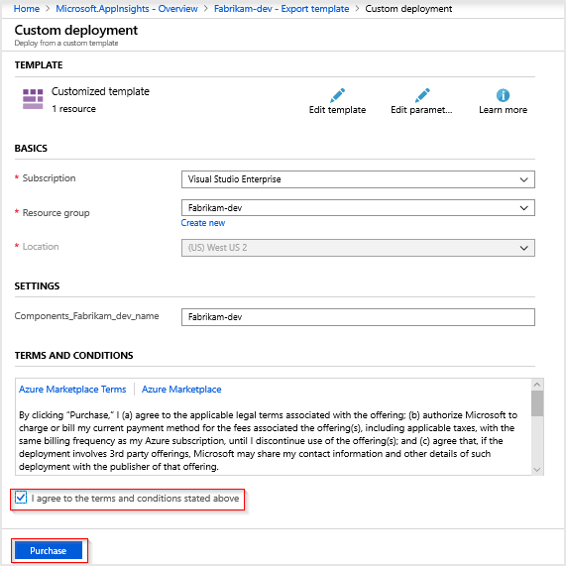 Home > Microsoft.AppInsights - Overview > Fabrikam-dev - Export template > Custom deployment
Custom deployment
Deploy from a custom template
TEMPLATE
Customized template
1 resource
Edit template
Edit paramet...
Learn more
BASICS
* Subscription
Visual Studio Enterprise
* Resource group
Fabrikam-dev
Create new
* Location
(US) West US 2
SETTINGS
Components_Fabrikam_dev_name
Fabrikam-dev
TERMS AND CONDITIONS
Azure Marketplace Terms | Azure Marketplace
By clicking “Purchase,” I (a) agree to the applicable legal terms associated with the offering; (b) authorize Microsoft to
charge or bill my current payment method for the fees associated the offering(s), including applicable taxes, with the
same billing frequency as my Azure subscription, until I discontinue use of the offering(s); and (c) agree that, if the
deployment involves 3rd party offerings, Microsoft may share my contact information and other details of such
deployment with the publisher of that offering.
I agree to the terms and conditions stated above
Purchase